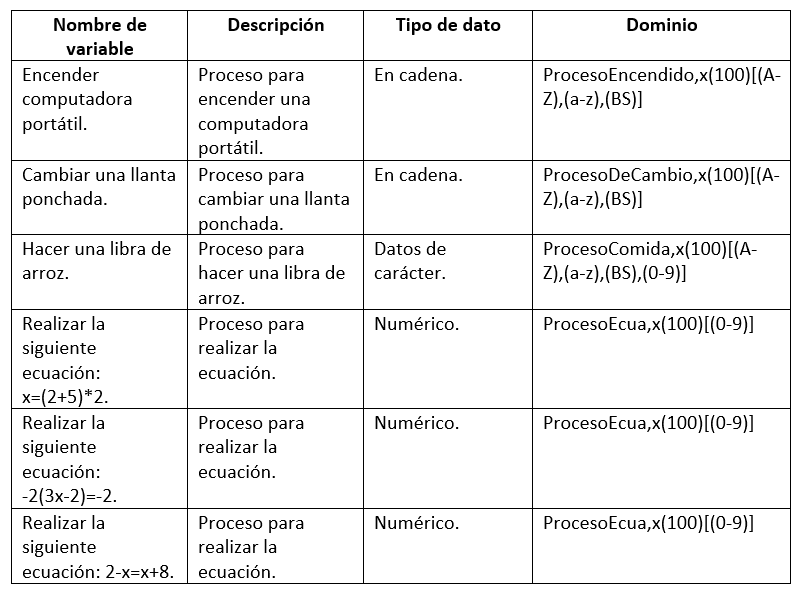 Nombre de variable
Descripción
Tipo de dato
Dominio
Encender
computadora
portátil.
Proceso para
encender una
computadora
portátil.
En cadena.
ProcesoEncendido,x(100)[(A-
Z),(a-z),(BS)]
Cambiar una llanta
ponchada.
Proceso para
cambiar una llanta
ponchada.
En cadena.
ProcesoDeCambio,x(100)[(A-
Z),(a-z),(BS)]
Hacer una libra de
arroz.
Proceso para
hacer una libra de
arroz.
Datos de
carácter.
ProcesoComida,x(100)[(A-
Z),(a-z),(BS),(0-9)]
Realizar la
siguiente
ecuación:
x=(2+5)*2.
Proceso para
realizar la
ecuación.
Numérico.
ProcesoEcua,x(100)[(0-9)]
Realizar la
siguiente
ecuación:
-2(3x-2)=-2.
Proceso para
realizar la
ecuación.
Numérico.
ProcesoEcua,x(100)[(0-9)]
Realizar la
siguiente
ecuación: 2-x=x+8.
Proceso para
realizar la
ecuación.
Numérico.
ProcesoEcua,x(100)[(0-9)]